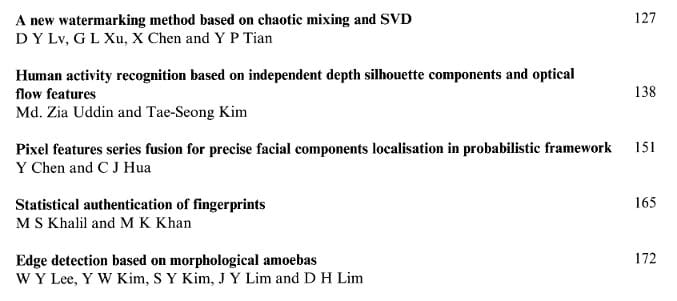 A new watermarking method based on chaotic mixing and SVD 127
D Y Lv, G L Xu, X Chen and Y P Tian
Human activity recognition based on independent depth silhouette components and optical
flow features 138
Md. Zia Uddin and Tae-Seong Kim
Pixel features series fusion for precise facial components localisation in probabilistic framework 151
Y Chen and C J Hua
Statistical authentication of fingerprints 165
M S Khalil and M K Khan
Edge detection based on morphological amoebas 172
W Y Lee, Y W Kim, S Y Kim, J Y Lim and D H Lim